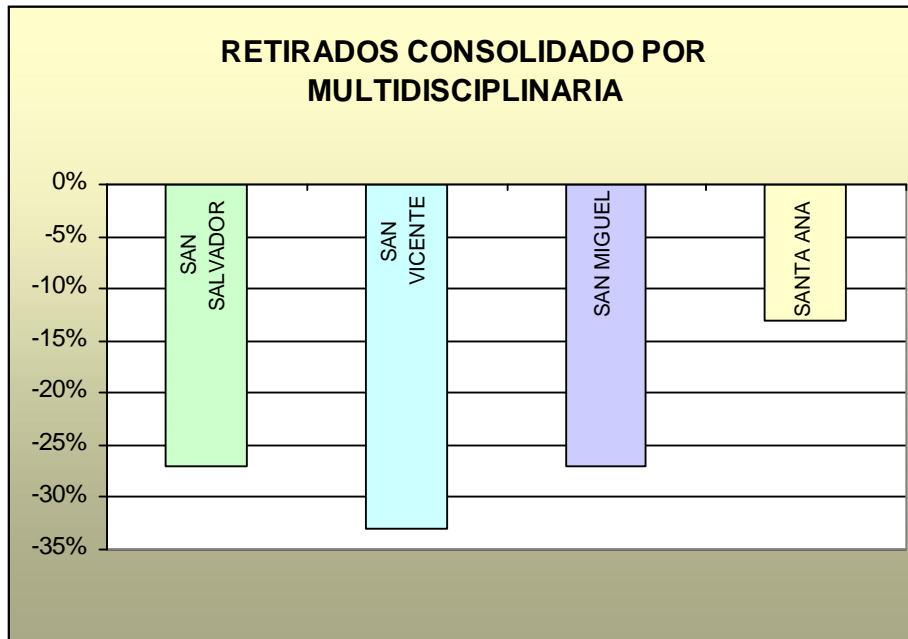 RETIRADOS CONSOLIDADO POR
MULTIDISCIPLINARIA
0%
-5%
-10%
-15%
-20%
-25%
-30%
-35%
SAN
SALVADOR
SAN
VICENTE
SAN MIGUEL
SANTA ANA